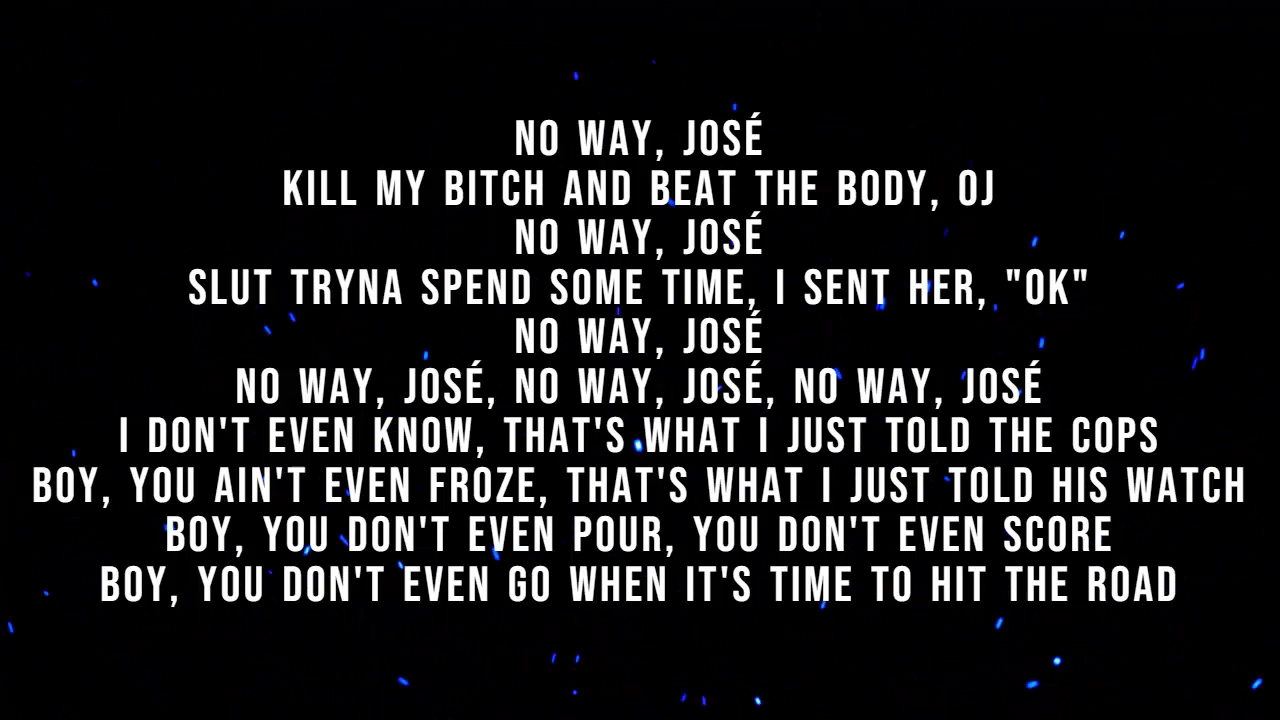 NO WAY, JOSÉ
KILL MY BITCH AND BEAT THE BODY, OJ
NO WAY, JOSÉ
SLUT TRYNA SPEND SOME TIME, I SENT HER, "OK"
NO WAY, JOSÉ
NO WAY, JOSÉ, NO WAY, JOSÉ, NO WAY, JOSÉ
I DON'T EVEN KNOW, THAT'S WHAT I JUST TOLD THE COPS
BOY, YOU AIN'T EVEN FROZE, THAT'S WHAT I JUST TOLD HIS WATCH
BOY, YOU DON'T EVEN POUR, YOU DON'T EVEN SCORE
BOY, YOU DON'T EVEN GO WHEN IT'S TIME TO HIT THE ROAD